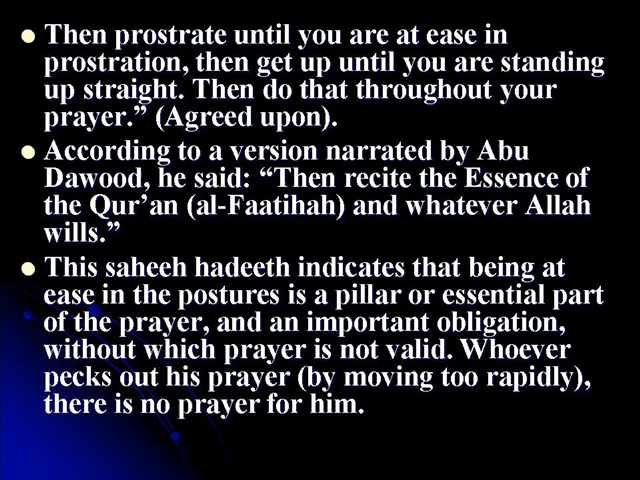 Then prostrate until you are at ease in
prostration, then get up until you are standing
up straight. Then do that throughout your
prayer.” (Agreed upon).
According to a version narrated by Abu
Dawood, he said: “Then recite the Essence of
the Qur’an (al-Faatihah) and whatever Allah
wills.”
This saheeh hadeeth indicates that being at
ease in the postures is a pillar or essential part
of the prayer, and an important obligation,
without which prayer is not valid. Whoever
pecks out his prayer (by moving too rapidly),
there is no prayer for him.